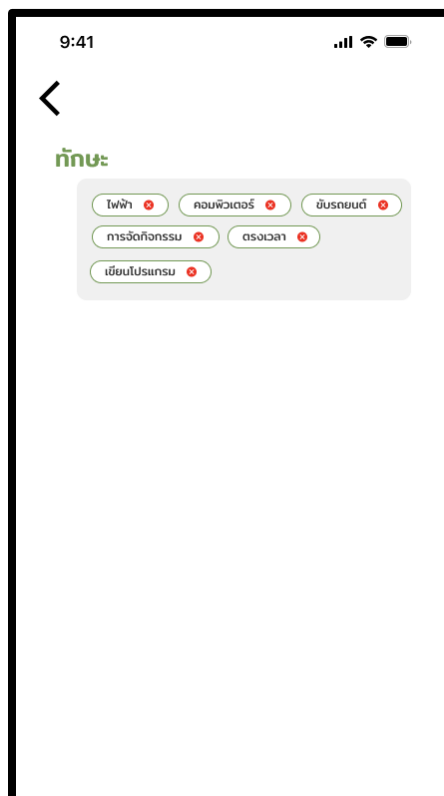 9:41
ทักษะ
ไฟฟ้า คอมพิวเตอร์ ขับรถยนต์
การจัดกิจกรรม ตรงเวลา
เขียนโปรแกรม